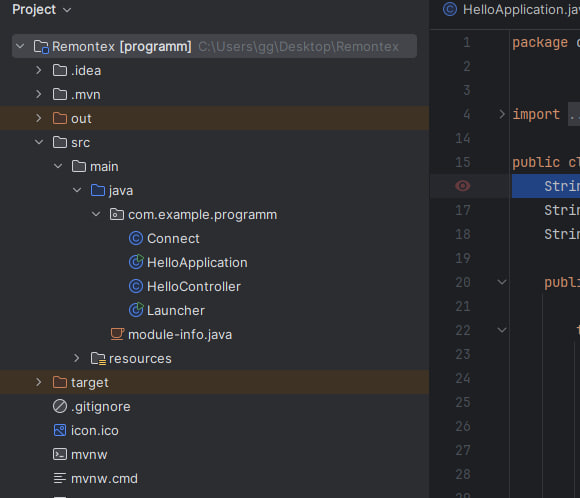 Project
Remontex [programm] C:\Users\gg\Desktop\Remontex
.idea
.mvn
out
src
main
java
com.example.programm
Connect
HelloApplication
HelloController
Launcher
module-info.java
resources
target
.gitignore
icon.ico
mvnw
mvnw.cmd
HelloApplication.ja
1 package
2
3
4 import ..
14
15 public cl
Strin
17 Strin
18 Strin
19
20 publi
21
22
23
24
25
26
27
28
29